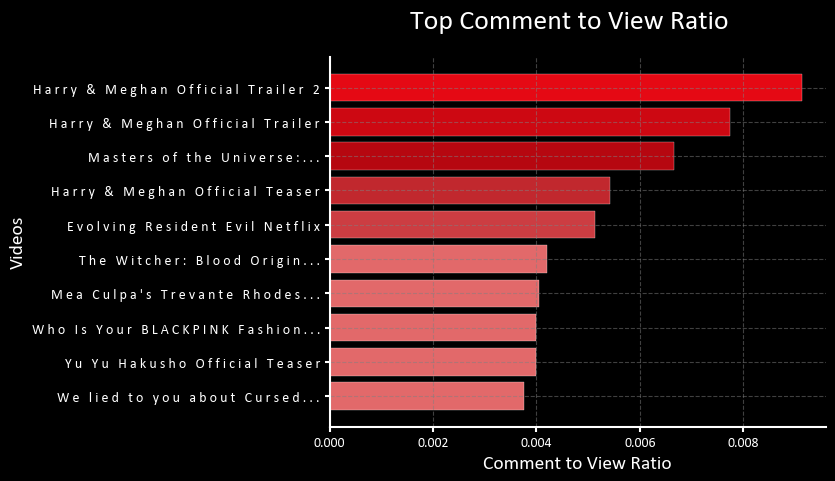 Top Comment to View Ratio
Videos
Harry & Meghan Official Trailer 2
Harry & Meghan Official Trailer
Masters of the Universe:...
Harry & Meghan Official Teaser
Evolving Resident Evil Netflix
The Witcher: Blood Origin...
Mea Culpa's Trevante Rhodes...
Who Is Your BLACKPINK Fashion...
Yu Yu Hakusho Official Teaser
We lied to you about Cursed...
0.000 0.002 0.004 0.006 0.008
Comment to View Ratio